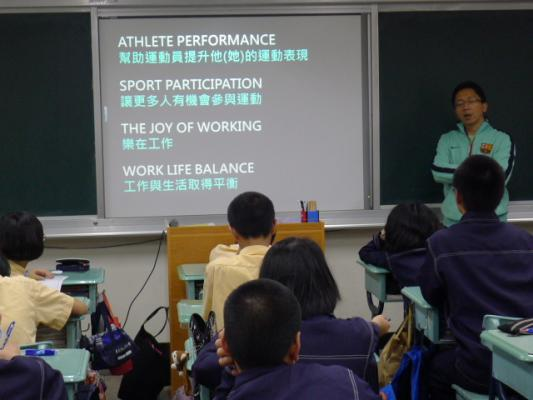 ATHLETE PERFORMANCE
幫助運動員提升他(她)的運動表現
SPORT PARTICIPATION
讓更多人有機會參與運動
THE JOY OF WORKING
樂在工作
WORK LIFE BALANCE
工作與生活取得平衡